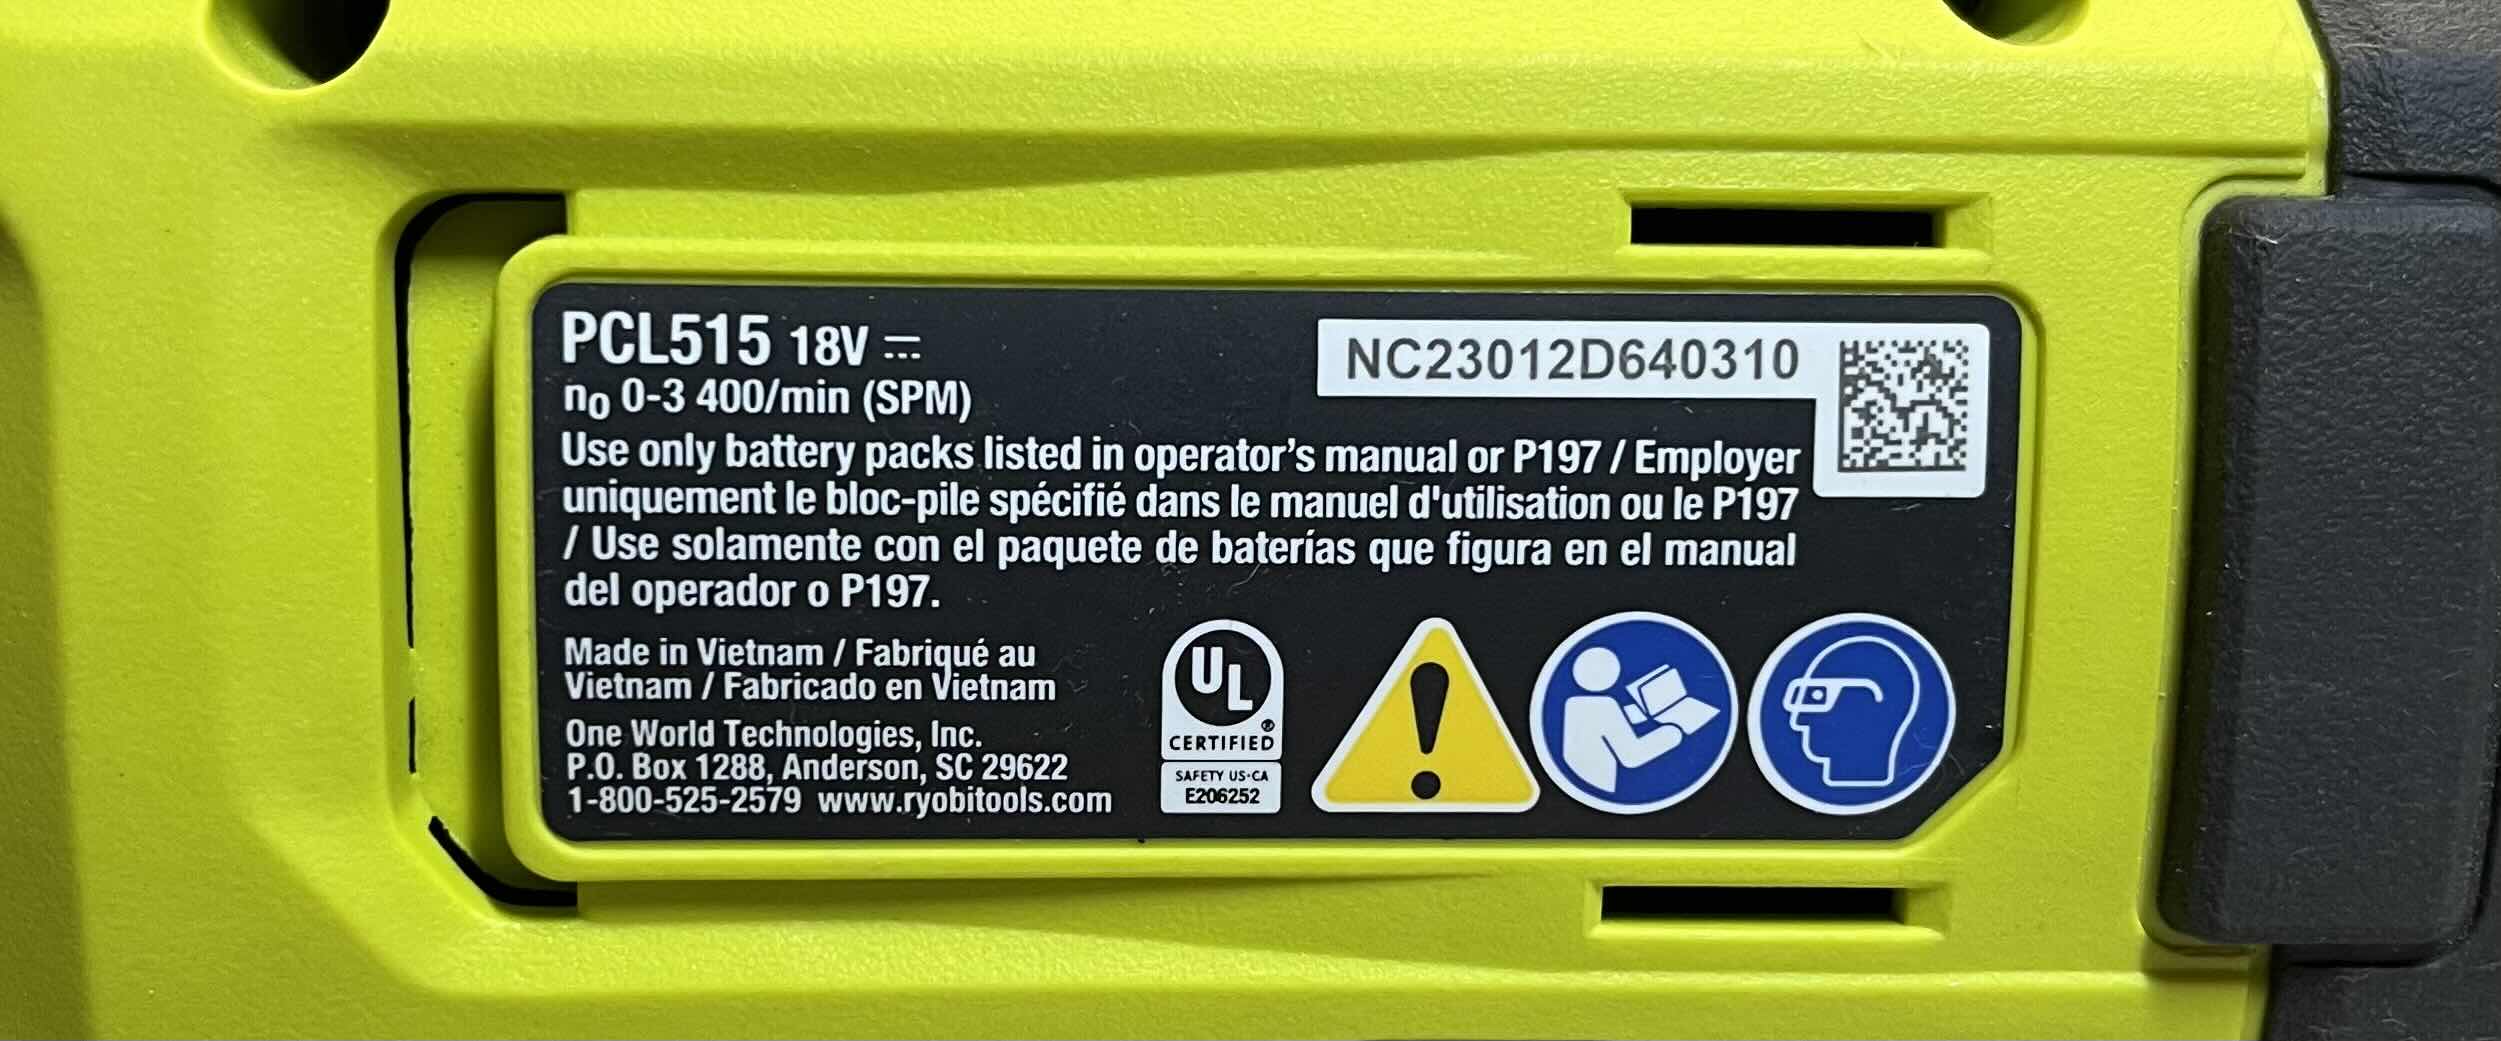 PCL515 18V ⎓
n₀ 0-3 400/min (SPM)
NC23012D640310
Use only battery packs listed in operator's manual or P197 / Employer
uniquement le bloc-pile spécifié dans le manuel d'utilisation ou le P197
/ Use solamente con el paquete de baterías que figura en el manual
del operador o P197.
Made in Vietnam / Fabriqué au
Vietnam / Fabricado en Vietnam
One World Technologies, Inc.
P.O. Box 1288, Anderson, SC 29622
1-800-525-2579 www.ryobitools.com
UL
®
CERTIFIED
SAFETY US-CA
E206252